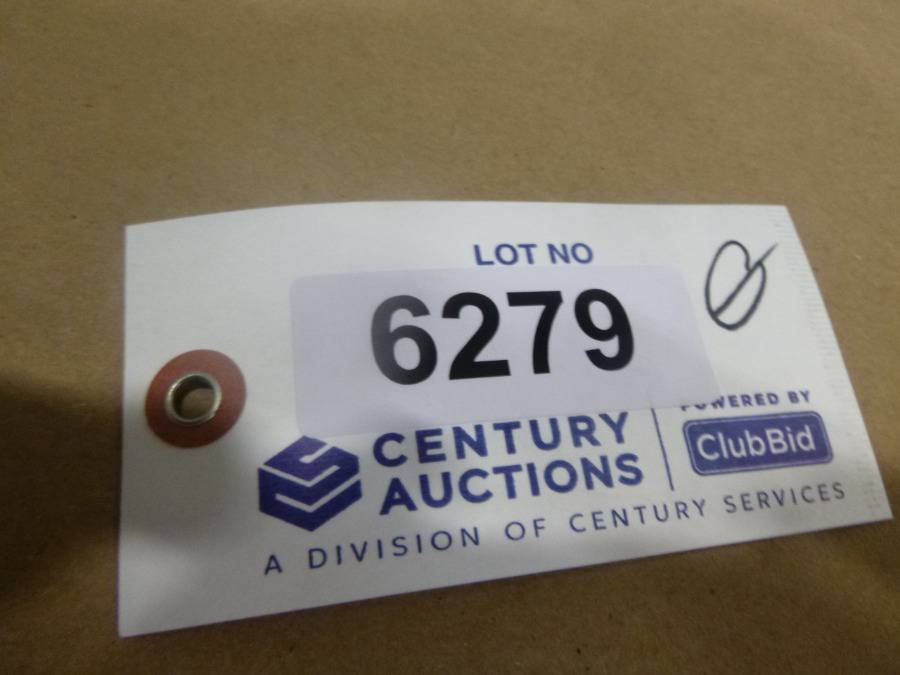 LOT NO
6279
CENTURY
AUCTIONS
POWERED BY
ClubBid
A DIVISION OF CENTURY SERVICES